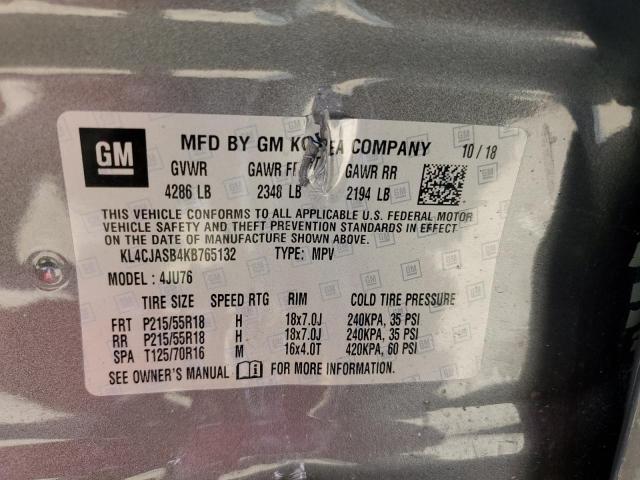 GM MFD BY GM KOREA COMPANY 10/18
GVWR GAWR FRT GAWR RR
4286 LB 2348 LB 2194 LB
THIS VEHICLE CONFORMS TO ALL APPLICABLE U.S. FEDERAL MOTOR
VEHICLE SAFETY AND THEFT PREVENTION STANDARDS IN EFFECT
ON THE DATE OF MANUFACTURE SHOWN ABOVE.
KL4CJASB4KB765132 TYPE: MPV
MODEL: 4JU76
TIRE SIZE SPEED RTG RIM COLD TIRE PRESSURE
FRT P215/55R18 H 18x7.0J 240KPA, 35 PSI
RR P215/55R18 H 18x7.0J 240KPA, 35 PSI
SPA T125/70R16 M 16x4.0T 420KPA, 60 PSI
SEE OWNER'S MANUAL FOR MORE INFORMATION.